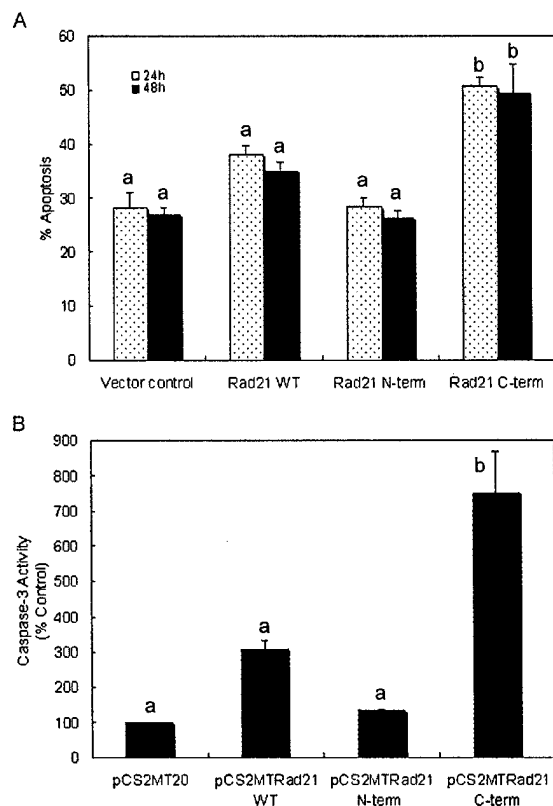 A
60
50
40
30
20
10
0
% Apoptosis
24h
48h
a a
a a
a a
b b
Vector control Rad21 WT Rad21 N-term Rad21 C-term
B
900
800
700
600
500
400
300
200
100
0
Caspase-3 Activity
(% Control)
a
a
a
b
pCS2MT20 pCS2MTRad21 pCS2MTRad21 pCS2MTRad21
WT N-term C-term